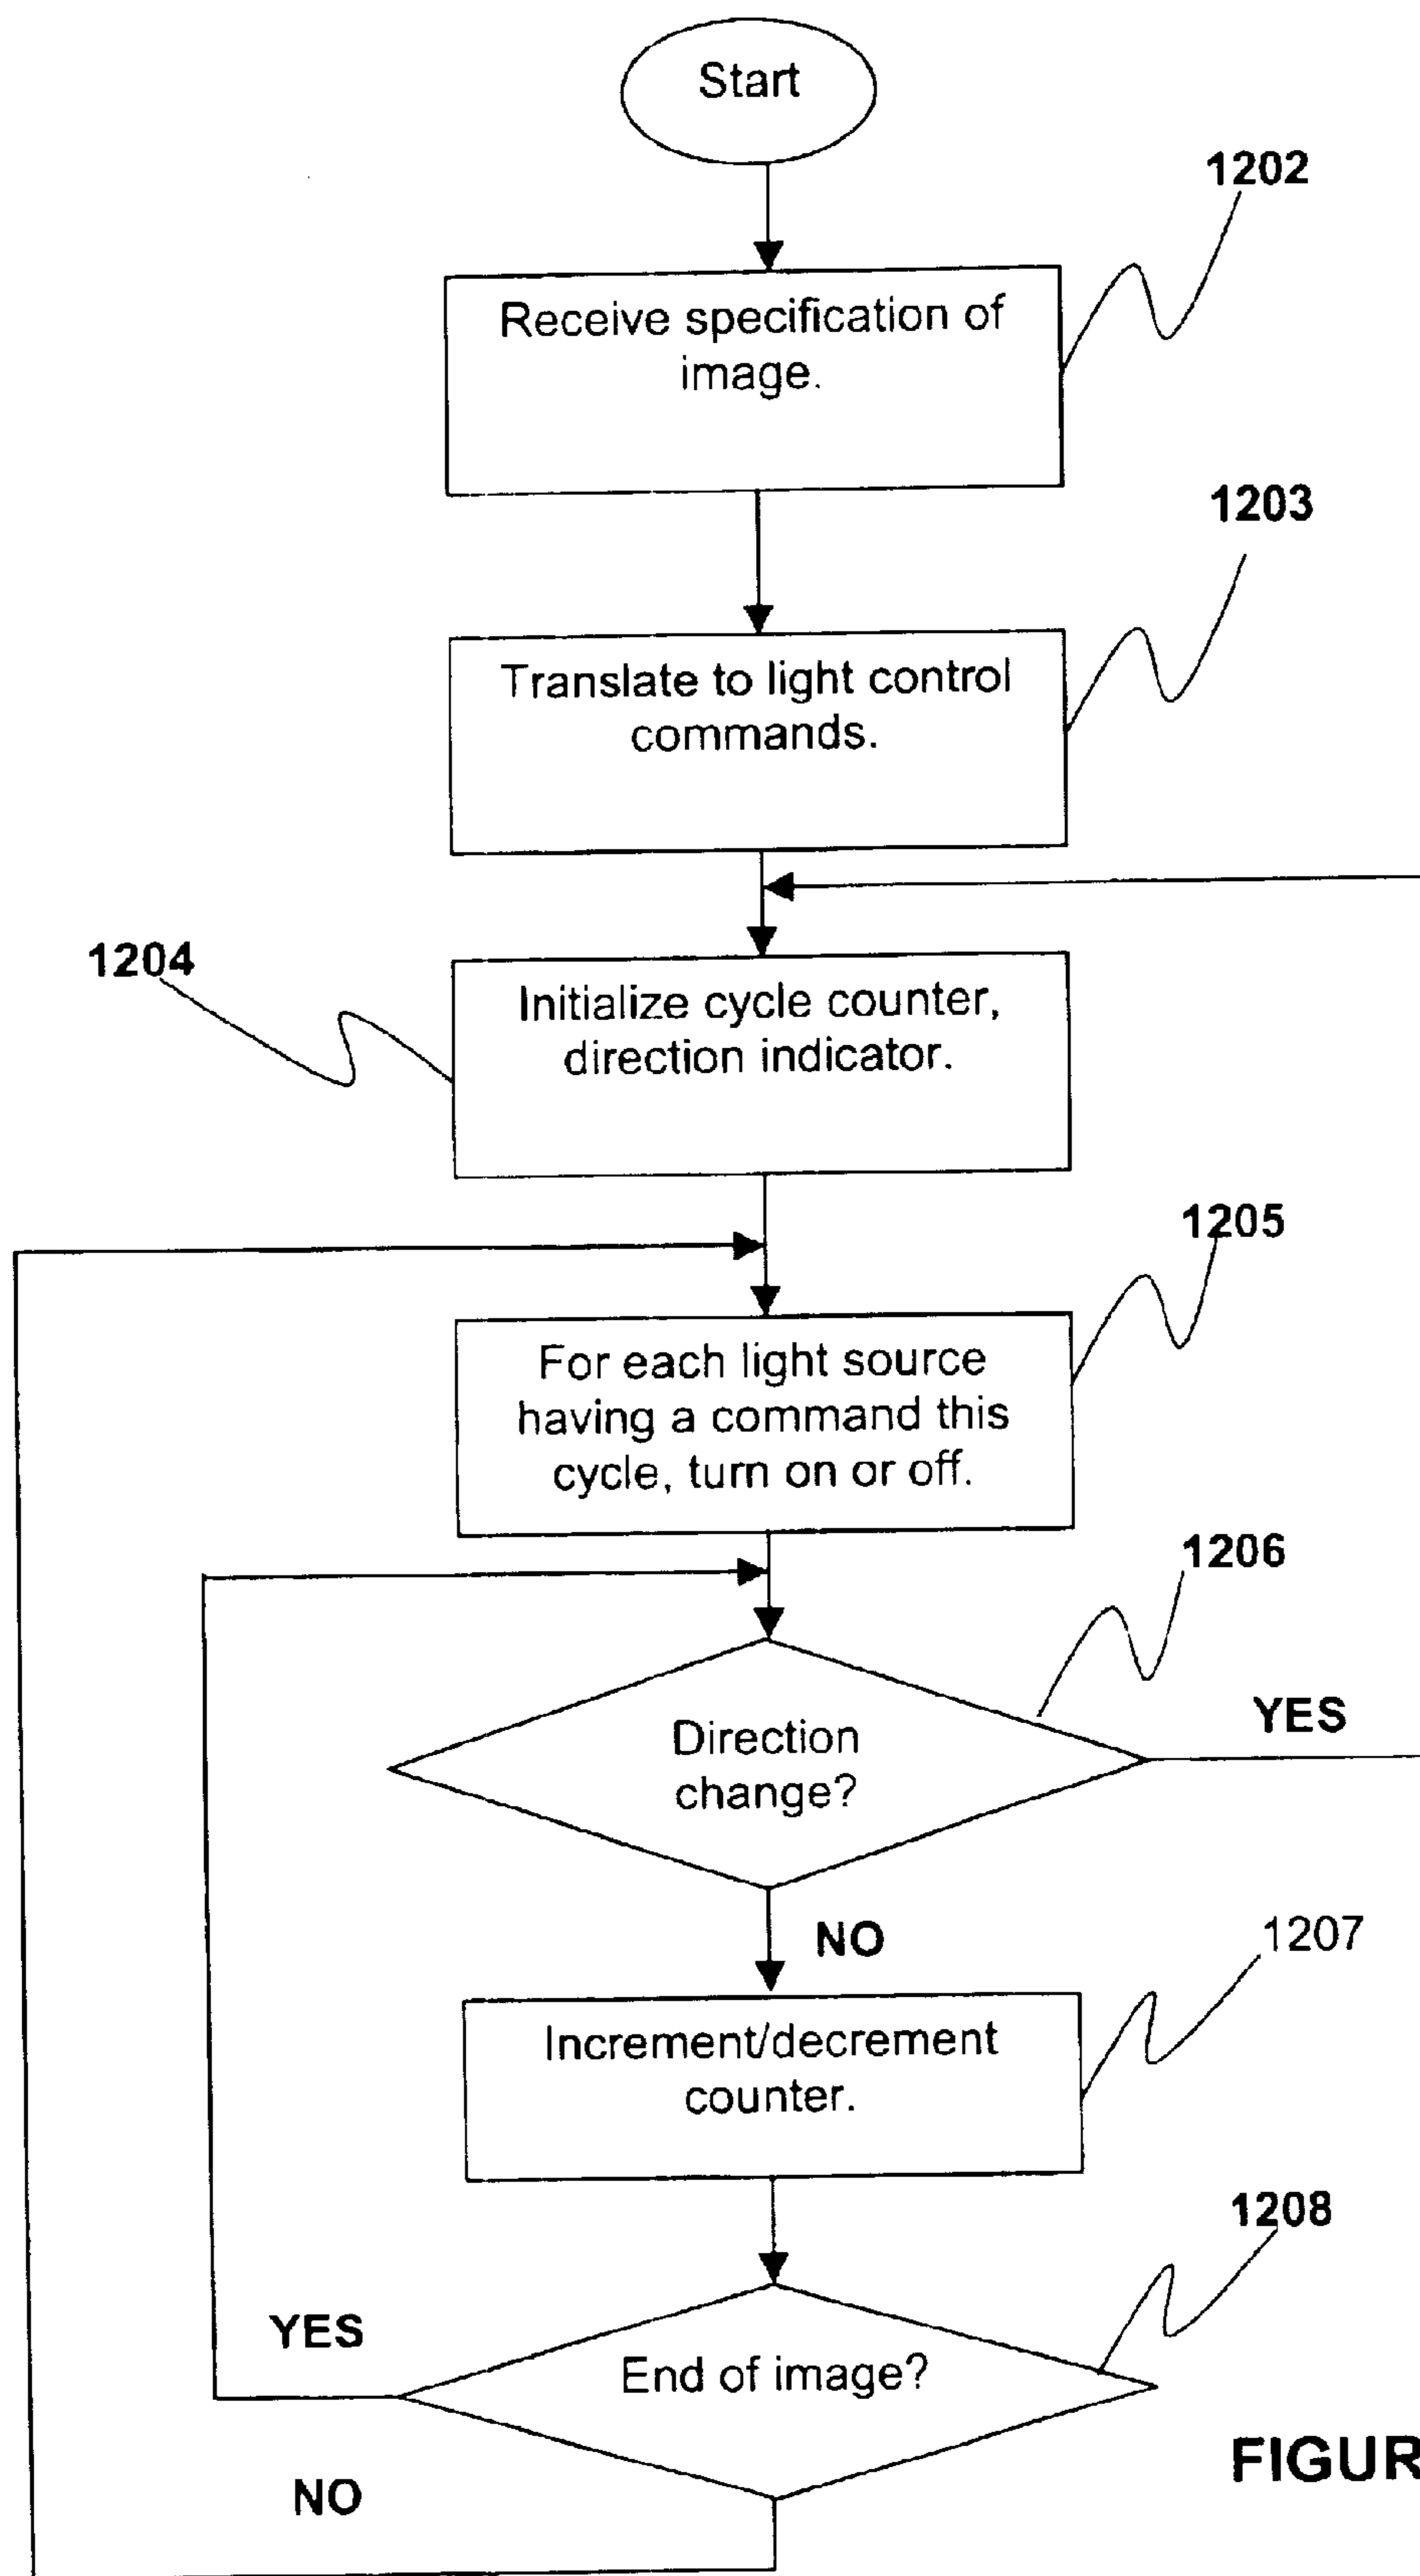 Start
1202
Receive specification of
image.
1203
Translate to light control
commands.
1204
Initialize cycle counter,
direction indicator.
1205
For each light source
having a command this
cycle, turn on or off.
1206
Direction
change?
YES
NO
1207
Increment/decrement
counter.
1208
YES
End of image?
FIGUR
NO